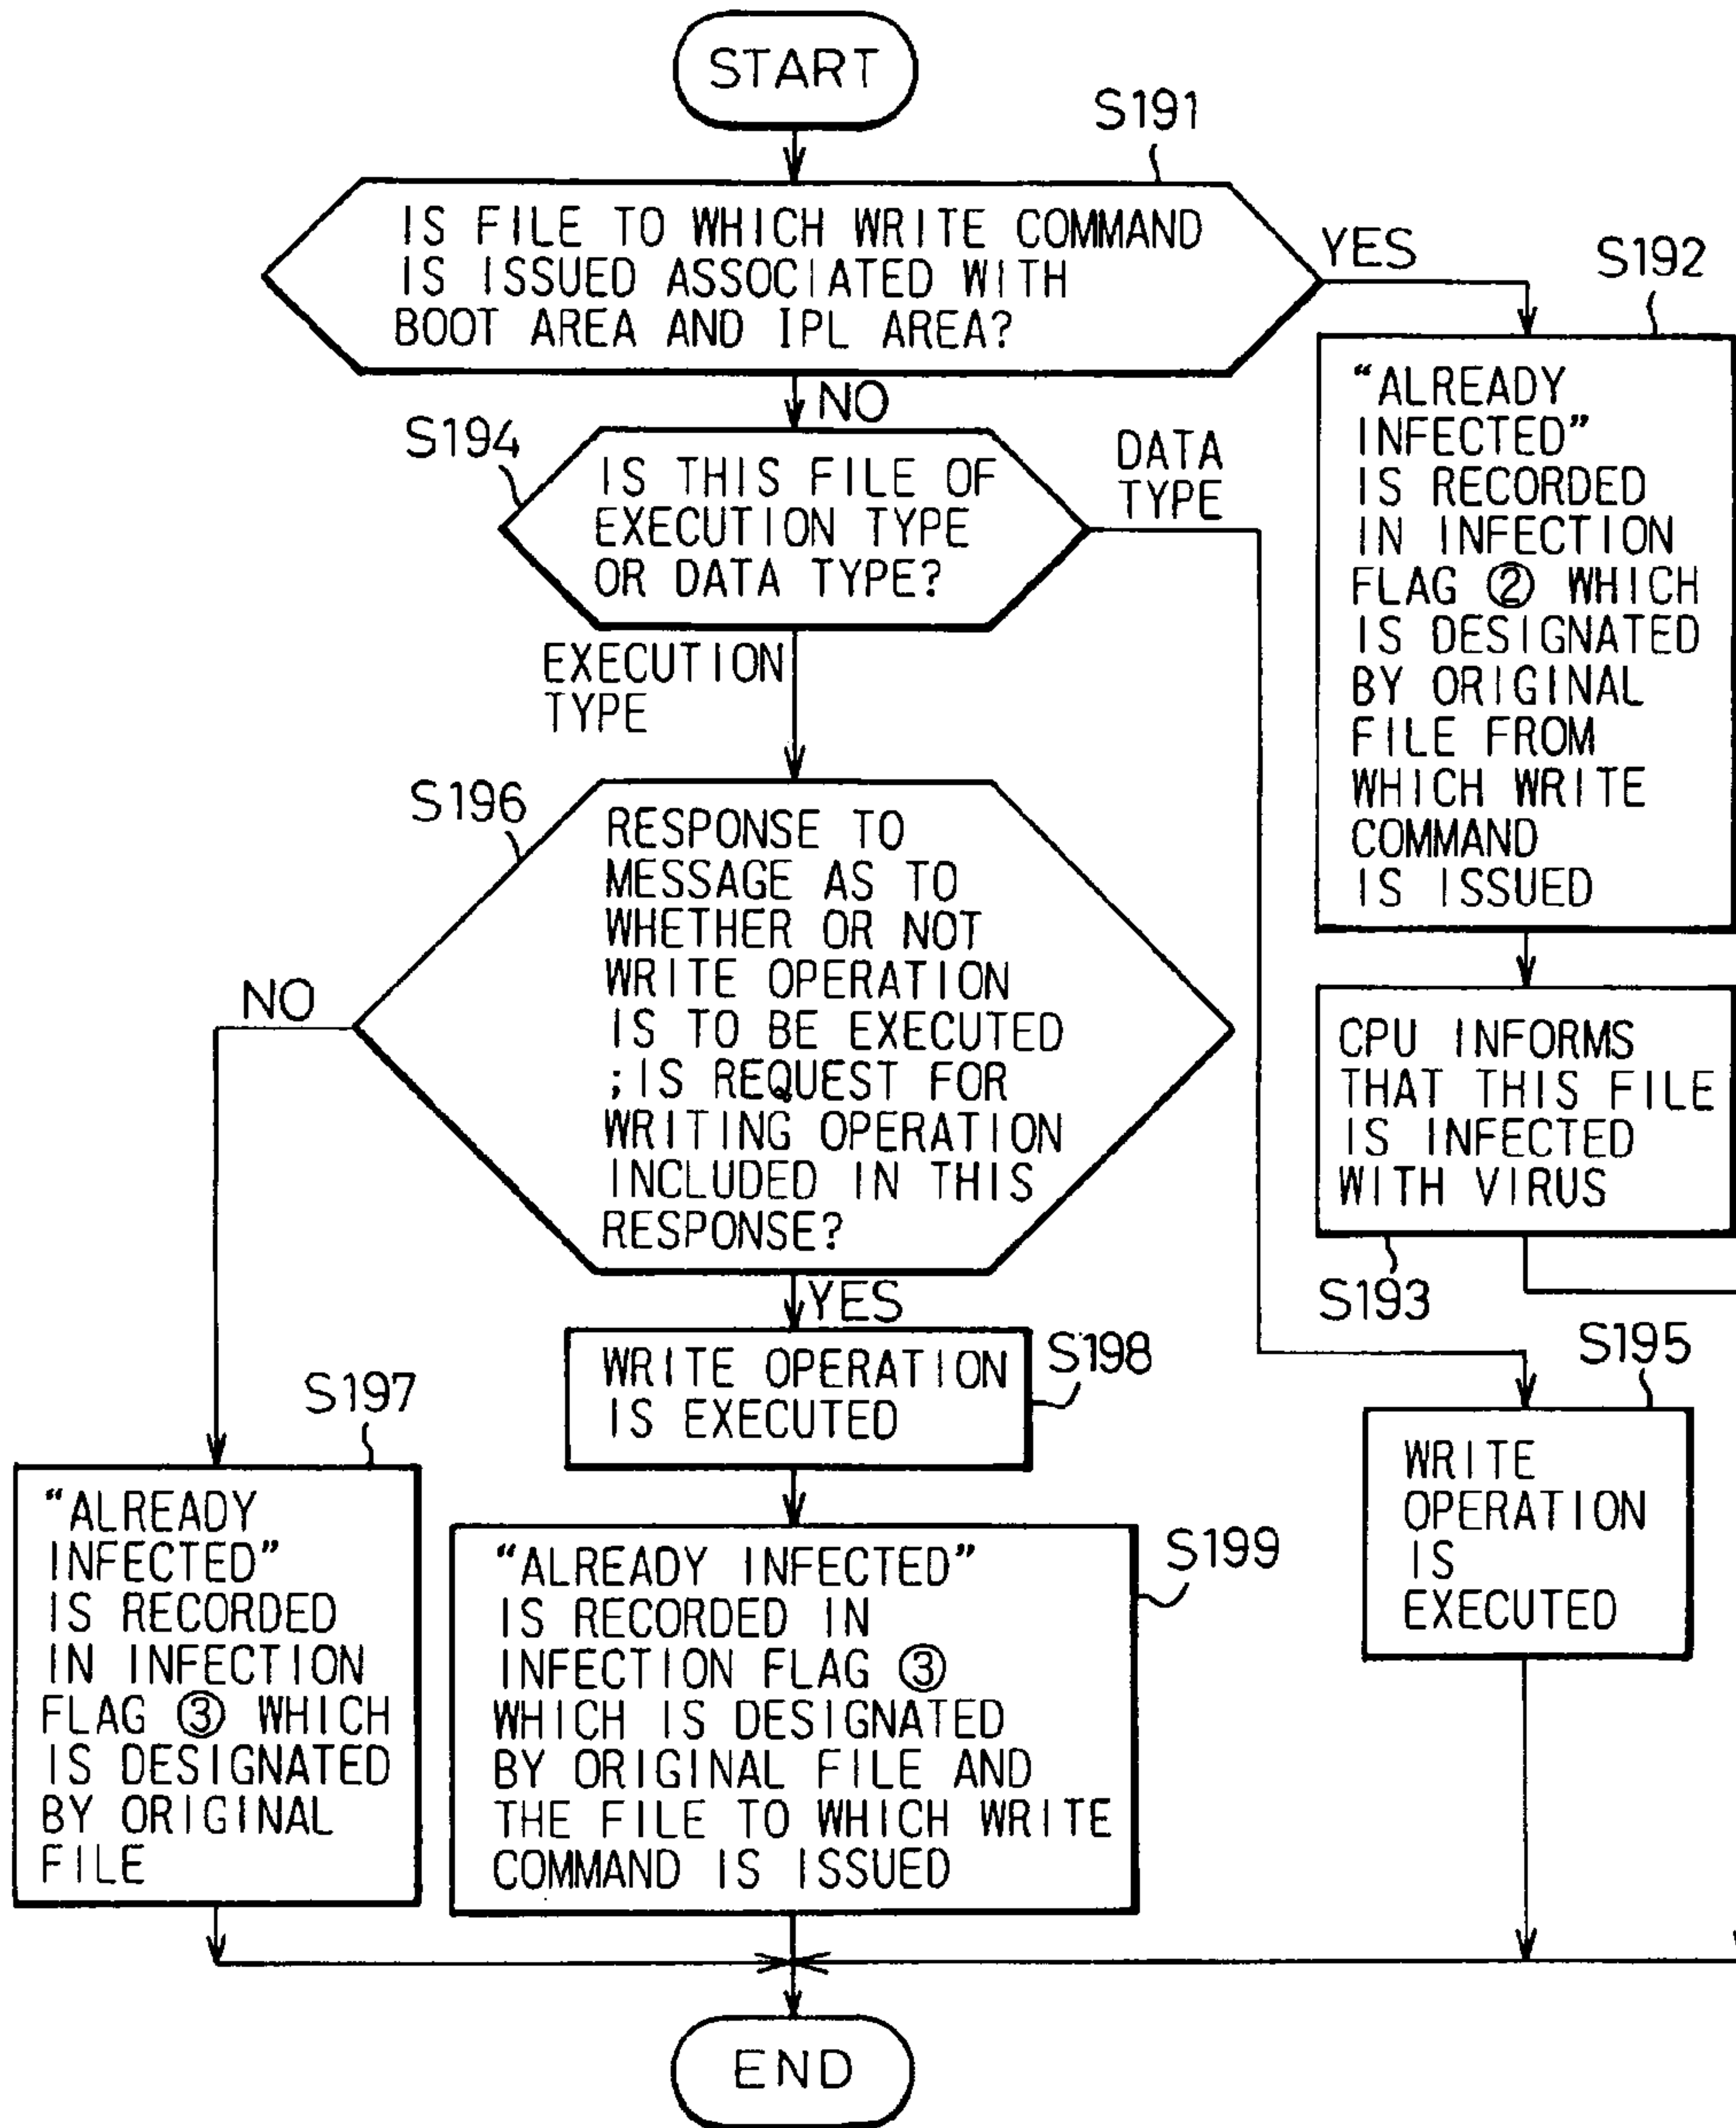 START
S191
IS FILE TO WHICH WRITE COMMAND
IS ISSUED ASSOCIATED WITH
BOOT AREA AND IPL AREA?
YES
NO
S192
"ALREADY
INFECTED"
IS RECORDED
IN INFECTION
FLAG ② WHICH
IS DESIGNATED
BY ORIGINAL
FILE FROM
WHICH WRITE
COMMAND
IS ISSUED
CPU INFORMS
THAT THIS FILE
IS INFECTED
WITH VIRUS
S193
S194
IS THIS FILE OF
EXECUTION TYPE
OR DATA TYPE?
DATA
TYPE
EXECUTION
TYPE
S195
WRITE
OPERATION
IS
EXECUTED
S196
RESPONSE TO
MESSAGE AS TO
WHETHER OR NOT
WRITE OPERATION
IS TO BE EXECUTED
;IS REQUEST FOR
WRITING OPERATION
INCLUDED IN THIS
RESPONSE?
NO
YES
S197
"ALREADY
INFECTED"
IS RECORDED
IN INFECTION
FLAG ③ WHICH
IS DESIGNATED
BY ORIGINAL
FILE
WRITE OPERATION
IS EXECUTED
S198
"ALREADY INFECTED"
IS RECORDED IN
INFECTION FLAG ③
WHICH IS DESIGNATED
BY ORIGINAL FILE AND
THE FILE TO WHICH WRITE
COMMAND IS ISSUED
S199
END